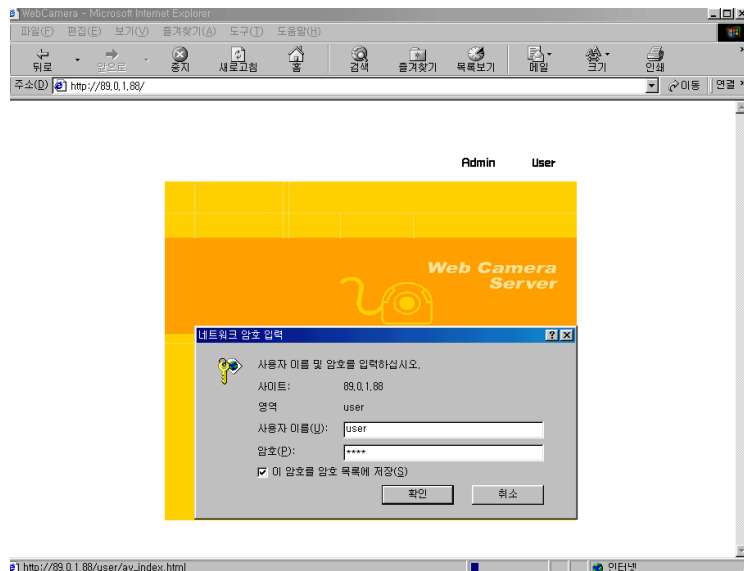 WebCamera - Microsoft Internet Explorer
파일(F) 편집(E) 보기(V) 즐겨찾기(A) 도구(T) 도움말(H)
뒤로 앞으로 중지 새로고침 홈 검색 즐겨찾기 목록보기 메일 크기 인쇄
주소(D) http://89.0.1.88/ 이동 연결
Admin User
Web Camera
Server
네트워크 암호 입력
사용자 이름 및 암호를 입력하십시오.
사이트: 89.0.1.88
영역 user
사용자 이름(U): user
암호(P): ****
이 암호를 암호 목록에 저장(S)
확인 취소
http://89.0.1.88/user/av_index.html 인터넷